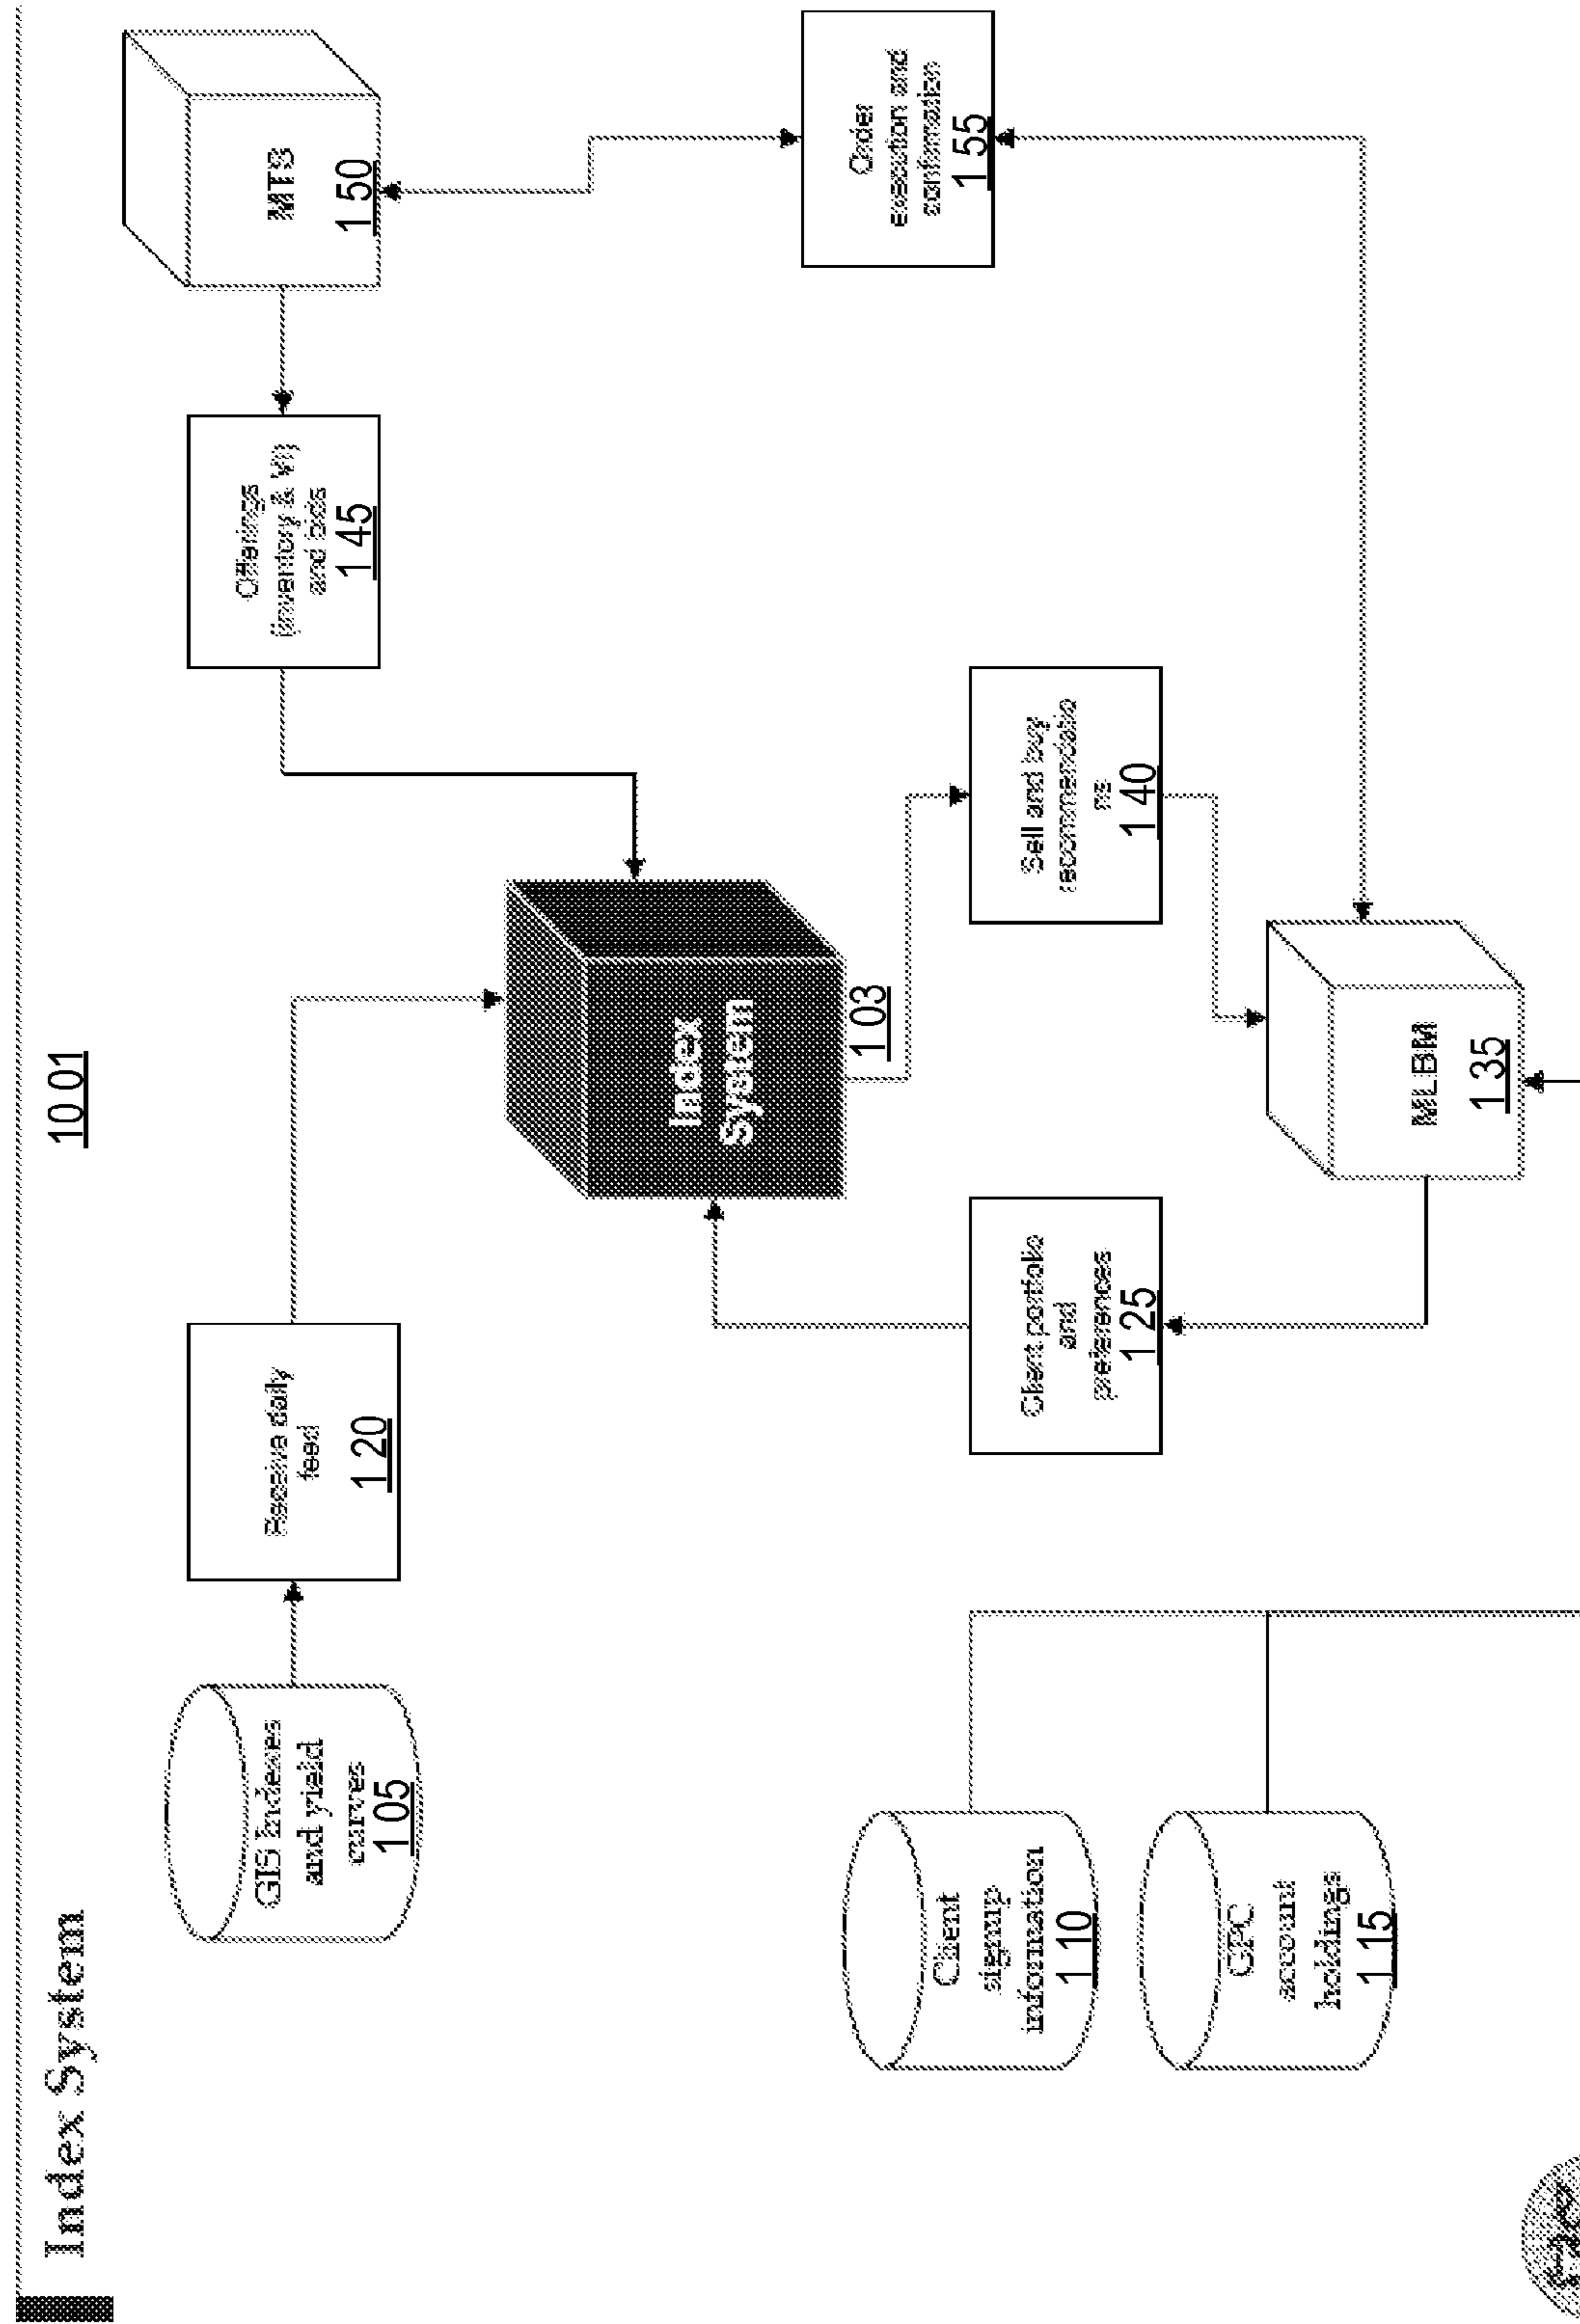 Index System
10 01
GIS Indexes
and yield
curves
1 05
Receive daily
feed
1 20
Offerings
(inventory & VI)
and bids
1 45
MTS
1 50
Index
System
1 03
Client
signup
information
1 10
GPC
account
holdings
1 15
Client portfolio
and
preferences
1 25
Sell and buy
recommendatio
ns
1 40
Order
execution and
confirmation
1 55
MLBM
1 35